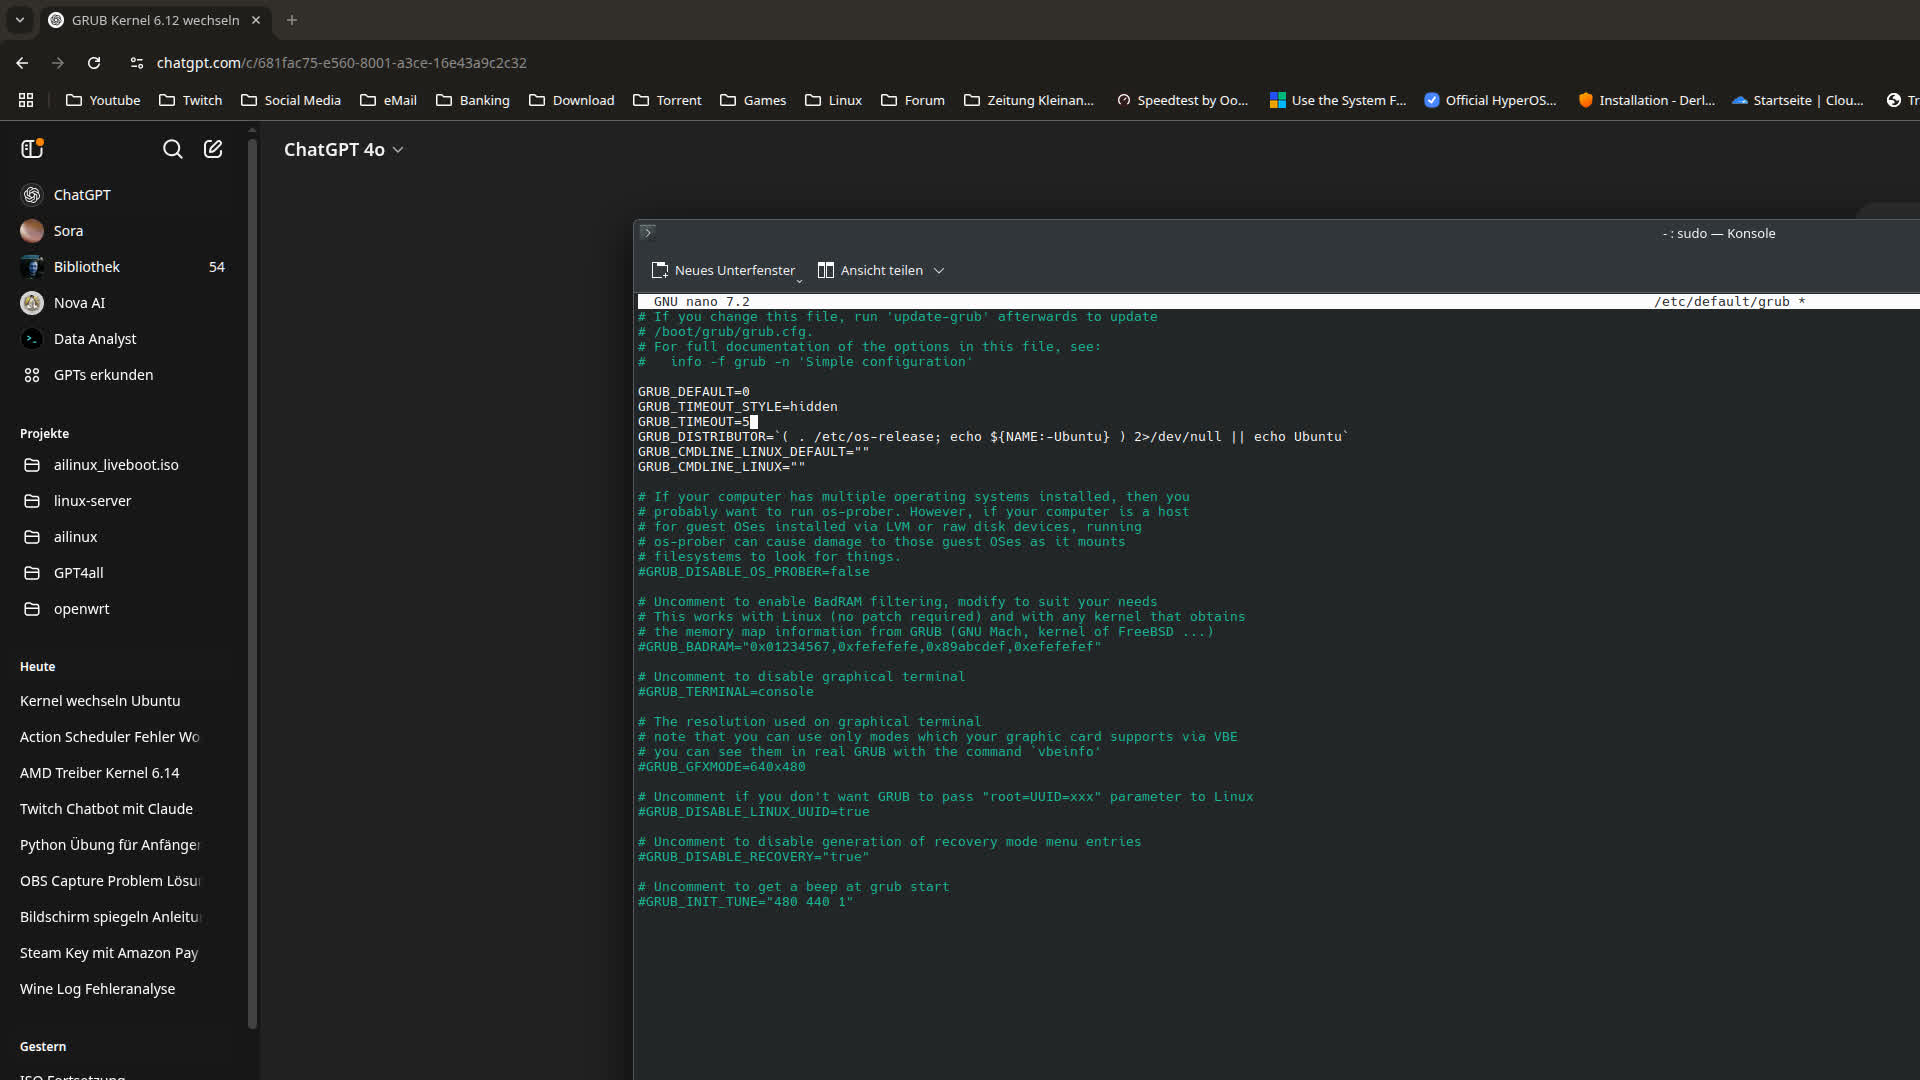 GRUB Kernel 6.12 wechseln
chatgpt.com/c/681fac75-e560-8001-a3ce-16e43a9c2c32
Youtube
Twitch
Social Media
eMail
Banking
Download
Torrent
Games
Linux
Forum
Zeitung Kleinan...
Speedtest by Oo...
Use the System F...
Official HyperOS...
Installation - Derl...
Startseite | Clou...
Tr
ChatGPT 4o
ChatGPT
Sora
Bibliothek 54
Nova AI
Data Analyst
GPTs erkunden
Projekte
ailinux_liveboot.iso
linux-server
ailinux
GPT4all
openwrt
Heute
Kernel wechseln Ubuntu
Action Scheduler Fehler Wo
AMD Treiber Kernel 6.14
Twitch Chatbot mit Claude
Python Übung für Anfänger
OBS Capture Problem Lösu
Bildschirm spiegeln Anleitu
Steam Key mit Amazon Pay
Wine Log Fehleranalyse
Gestern
ISO Fortsetzung
- : sudo — Konsole
Neues Unterfenster
Ansicht teilen
GNU nano 7.2 /etc/default/grub *
# If you change this file, run 'update-grub' afterwards to update
# /boot/grub/grub.cfg.
# For full documentation of the options in this file, see:
#   info -f grub -n 'Simple configuration'
GRUB_DEFAULT=0
GRUB_TIMEOUT_STYLE=hidden
GRUB_TIMEOUT=5
GRUB_DISTRIBUTOR=`( . /etc/os-release; echo ${NAME:-Ubuntu} ) 2>/dev/null || echo Ubuntu`
GRUB_CMDLINE_LINUX_DEFAULT=""
GRUB_CMDLINE_LINUX=""
# If your computer has multiple operating systems installed, then you
# probably want to run os-prober. However, if your computer is a host
# for guest OSes installed via LVM or raw disk devices, running
# os-prober can cause damage to those guest OSes as it mounts
# filesystems to look for things.
#GRUB_DISABLE_OS_PROBER=false
# Uncomment to enable BadRAM filtering, modify to suit your needs
# This works with Linux (no patch required) and with any kernel that obtains
# the memory map information from GRUB (GNU Mach, kernel of FreeBSD ...)
#GRUB_BADRAM="0x01234567,0xfefefefe,0x89abcdef,0xefefefef"
# Uncomment to disable graphical terminal
#GRUB_TERMINAL=console
# The resolution used on graphical terminal
# note that you can use only modes which your graphic card supports via VBE
# you can see them in real GRUB with the command `vbeinfo'
#GRUB_GFXMODE=640x480
# Uncomment if you don't want GRUB to pass "root=UUID=xxx" parameter to Linux
#GRUB_DISABLE_LINUX_UUID=true
# Uncomment to disable generation of recovery mode menu entries
#GRUB_DISABLE_RECOVERY="true"
# Uncomment to get a beep at grub start
#GRUB_INIT_TUNE="480 440 1"